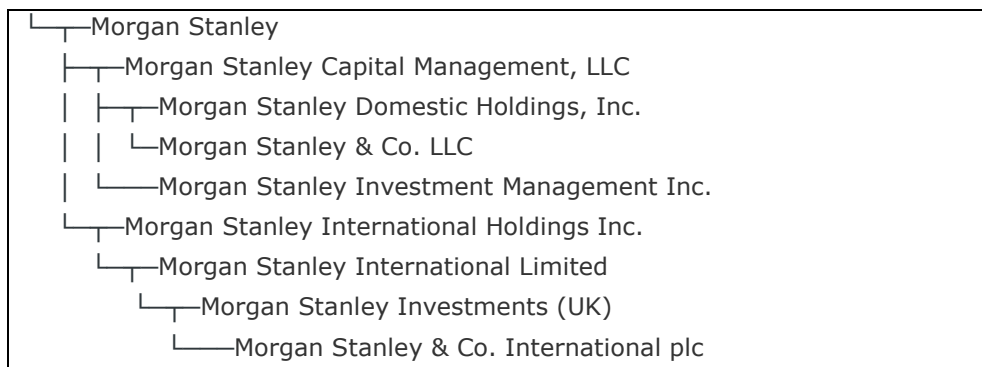 Morgan Stanley
Morgan Stanley Capital Management, LLC
Morgan Stanley Domestic Holdings, Inc.
Morgan Stanley & Co. LLC
Morgan Stanley Investment Management Inc.
Morgan Stanley International Holdings Inc.
Morgan Stanley International Limited
Morgan Stanley Investments (UK)
Morgan Stanley & Co. International plc